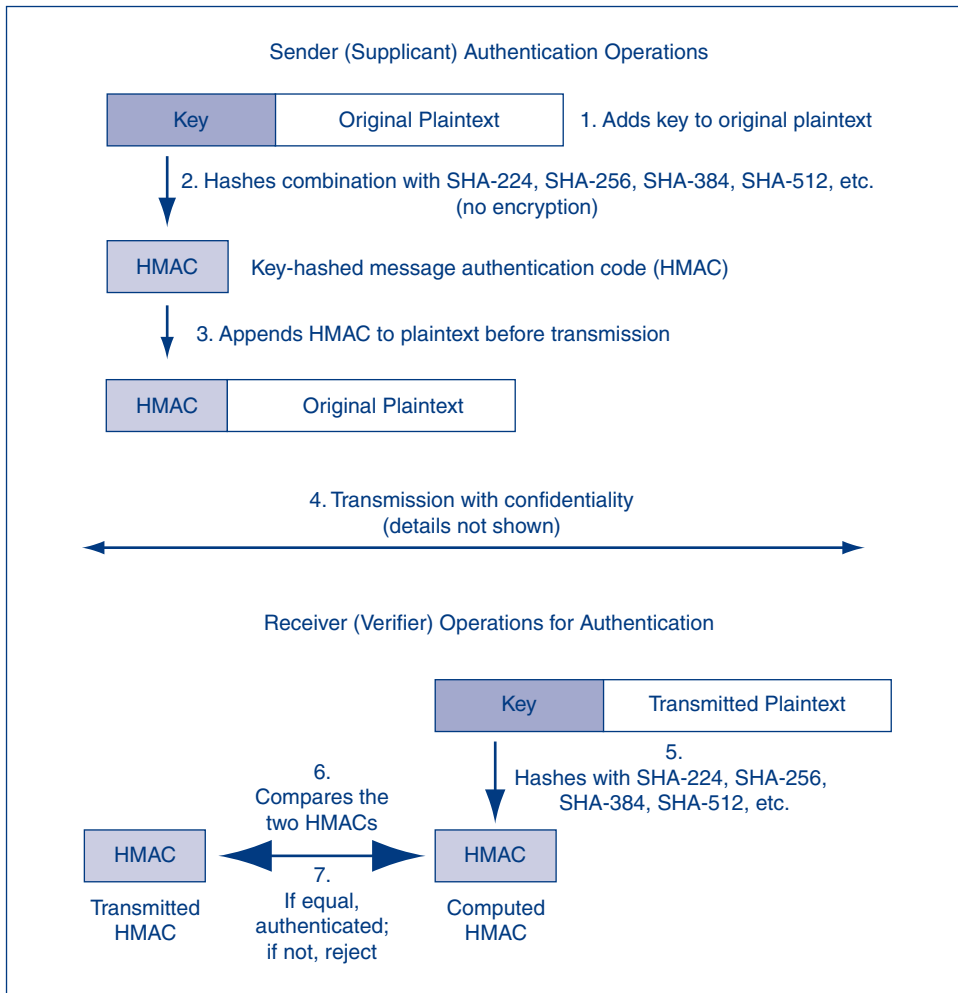 Sender (Supplicant) Authentication Operations
Key
Original Plaintext
1. Adds key to original plaintext
2. Hashes combination with SHA-224, SHA-256, SHA-384, SHA-512, etc.
(no encryption)
HMAC
Key-hashed message authentication code (HMAC)
3. Appends HMAC to plaintext before transmission
HMAC
Original Plaintext
4. Transmission with confidentiality
(details not shown)
Receiver (Verifier) Operations for Authentication
Key
Transmitted Plaintext
5.
Hashes with SHA-224, SHA-256,
SHA-384, SHA-512, etc.
6.
Compares the
two HMACs
HMAC
HMAC
7.
If equal,
authenticated;
if not, reject
Transmitted
HMAC
Computed
HMAC